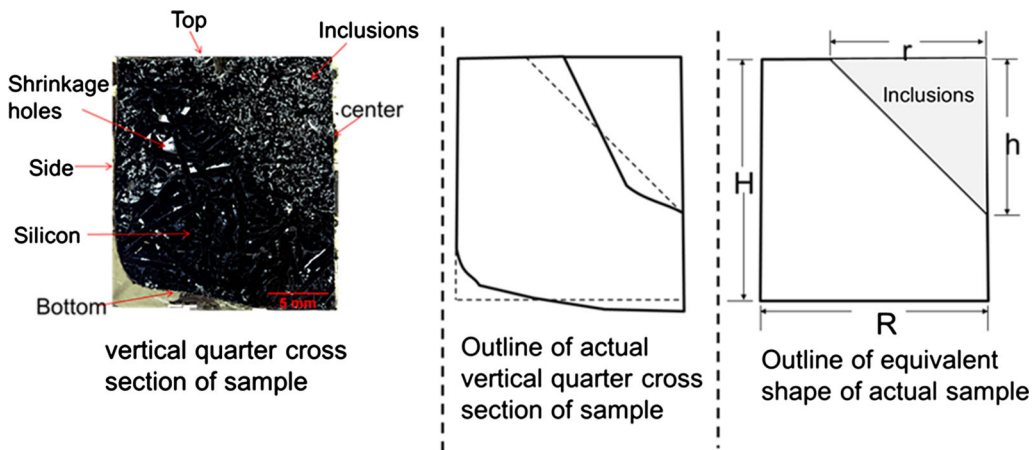 Top
Inclusions
Shrinkage
holes
center
Side
Silicon
Bottom
5 mm
vertical quarter cross
section of sample
Outline of actual
vertical quarter cross
section of sample
r
Inclusions
h
H
R
Outline of equivalent
shape of actual sample